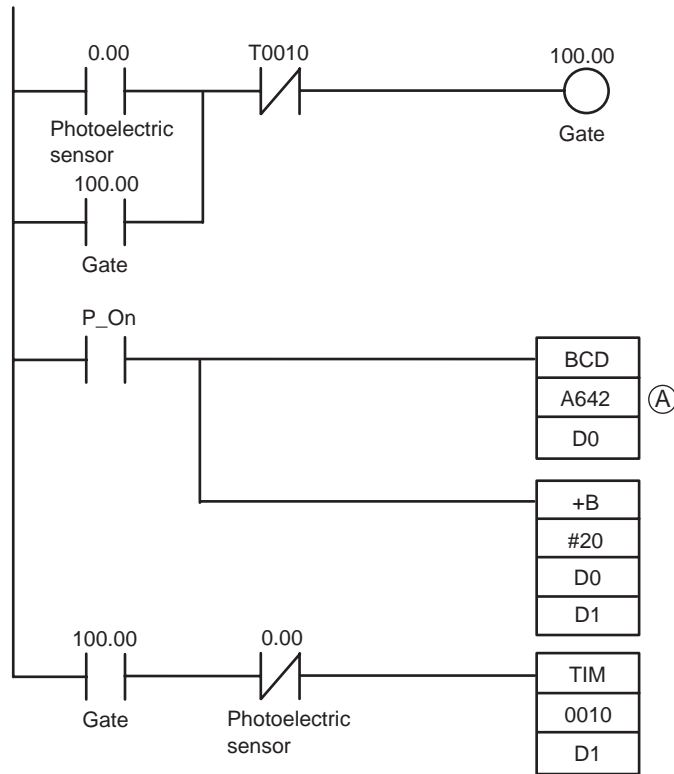 0.00
T0010
100.00
Photoelectric
sensor
Gate
100.00
Gate
P_On
BCD
A642
A
D0
+B
#20
D0
D1
100.00
0.00
TIM
Gate
Photoelectric
sensor
0010
D1